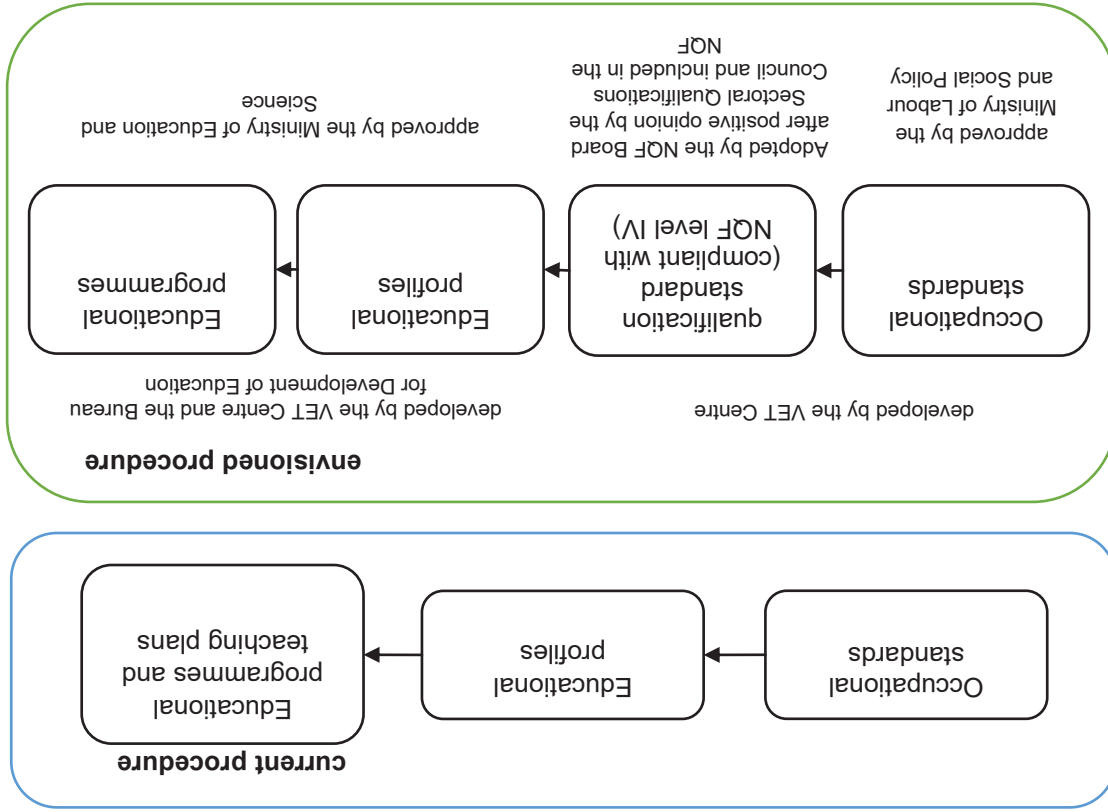 current procedure
Occupational
standards
Educational
profiles
Educational
programmes and
teaching plans
envisioned procedure
developed by the VET Centre
developed by the VET Centre and the Bureau
for Development of Education
Occupational
standards
qualification
standard
(compliant with
NQF level IV)
Educational
profiles
Educational
programmes
approved by the
Ministry of Labour
and Social Policy
Adopted by the NQF Board
after positive opinion by the
Sectoral Qualifications
Council and included in the
NQF
approved by the Ministry of Education and
Science